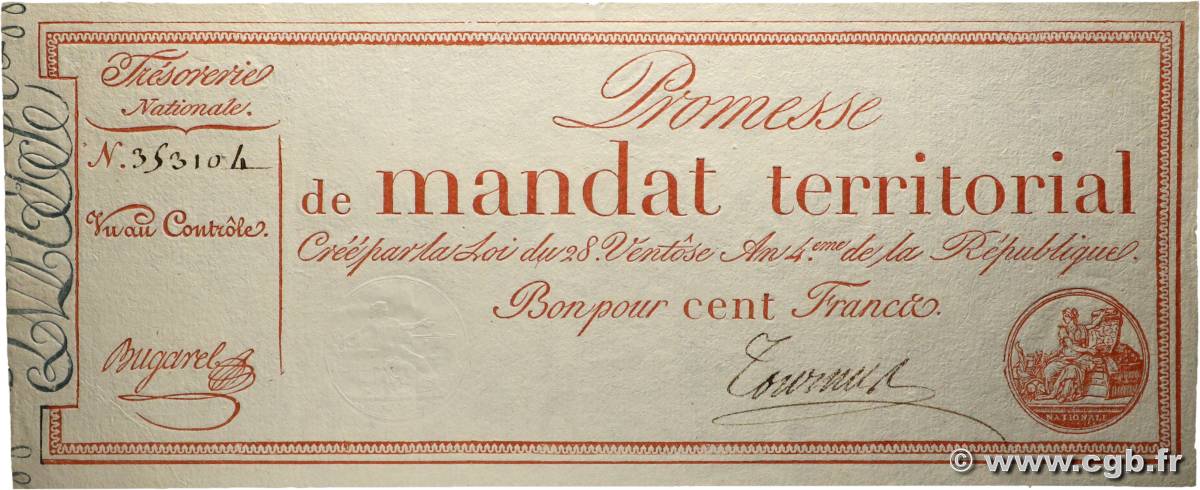 Trésorerie
Nationale.
N. 353104
Vu au Contrôle.
Bugarel
Promesse
de mandat territorial
Créé par la Loi du 28. Ventôse An 4.eme de la République.
Bon pour cent Francs.
NATIONALE
© www.cgb.fr